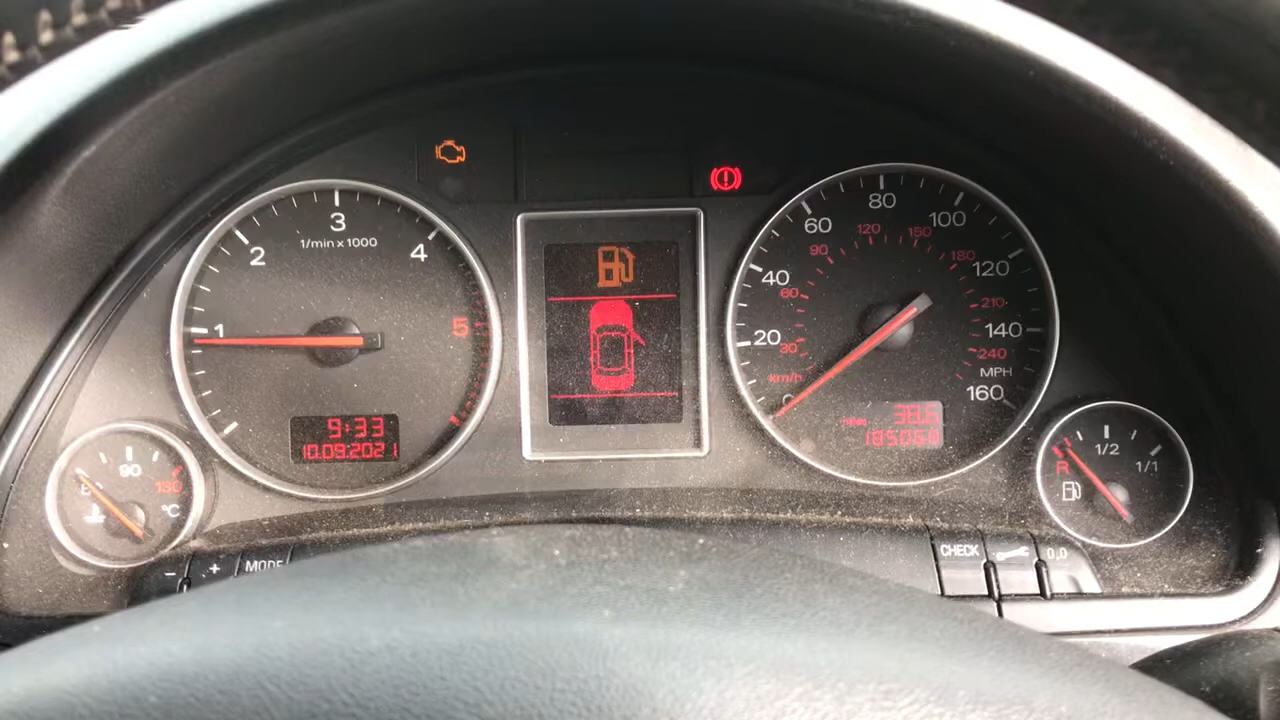 1 2 3 4 5
1/min x 1000
9:33
10.09.2021
20 40 60 80 100 120 140 160
MPH
30 60 90 120 150 180 210 240
km/h
miles 38.6
185068
90 130
°C
R 1/2 1/1
- + MODE
CHECK 0,0